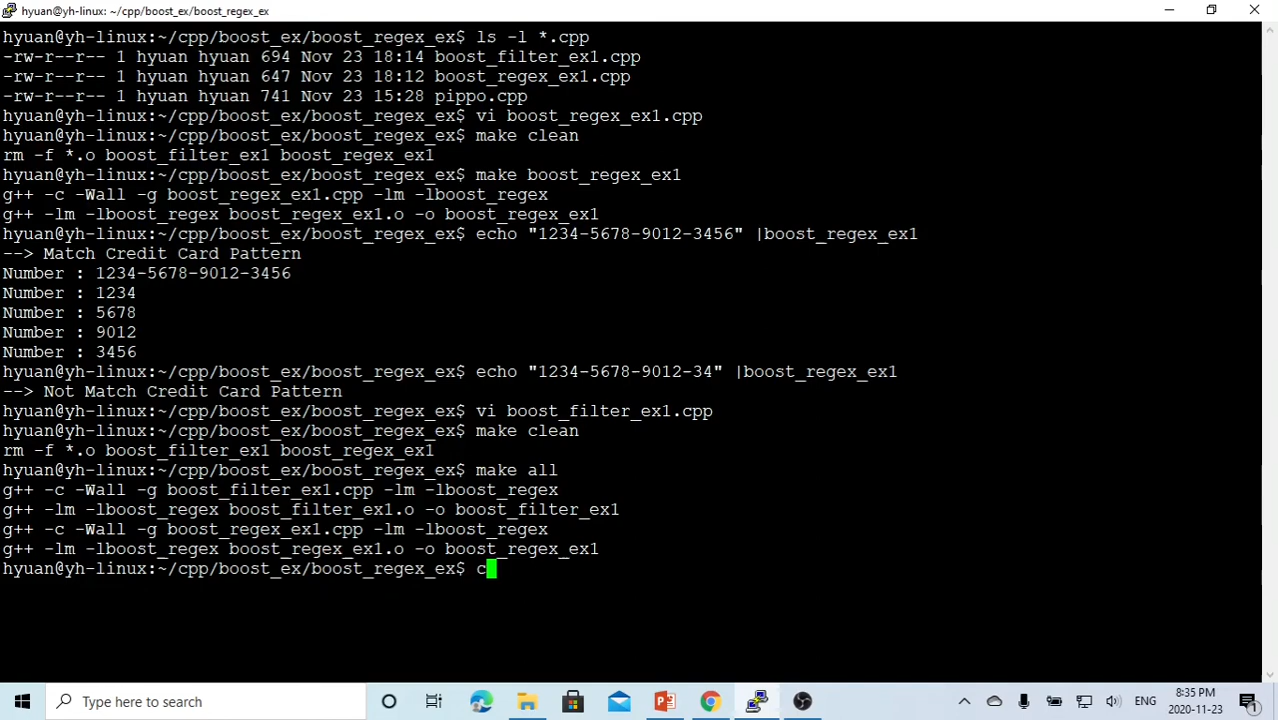 hyuan@yh-linux: ~/cpp/boost_ex/boost_regex_ex
hyuan@yh-linux:~/cpp/boost_ex/boost_regex_ex$ ls -l *.cpp
-rw-r--r-- 1 hyuan hyuan 694 Nov 23 18:14 boost_filter_ex1.cpp
-rw-r--r-- 1 hyuan hyuan 647 Nov 23 18:12 boost_regex_ex1.cpp
-rw-r--r-- 1 hyuan hyuan 741 Nov 23 15:28 pippo.cpp
hyuan@yh-linux:~/cpp/boost_ex/boost_regex_ex$ vi boost_regex_ex1.cpp
hyuan@yh-linux:~/cpp/boost_ex/boost_regex_ex$ make clean
rm -f *.o boost_filter_ex1 boost_regex_ex1
hyuan@yh-linux:~/cpp/boost_ex/boost_regex_ex$ make boost_regex_ex1
g++ -c -Wall -g boost_regex_ex1.cpp -lm -lboost_regex
g++ -lm -lboost_regex boost_regex_ex1.o -o boost_regex_ex1
hyuan@yh-linux:~/cpp/boost_ex/boost_regex_ex$ echo "1234-5678-9012-3456" |boost_regex_ex1
--> Match Credit Card Pattern
Number : 1234-5678-9012-3456
Number : 1234
Number : 5678
Number : 9012
Number : 3456
hyuan@yh-linux:~/cpp/boost_ex/boost_regex_ex$ echo "1234-5678-9012-34" |boost_regex_ex1
--> Not Match Credit Card Pattern
hyuan@yh-linux:~/cpp/boost_ex/boost_regex_ex$ vi boost_filter_ex1.cpp
hyuan@yh-linux:~/cpp/boost_ex/boost_regex_ex$ make clean
rm -f *.o boost_filter_ex1 boost_regex_ex1
hyuan@yh-linux:~/cpp/boost_ex/boost_regex_ex$ make all
g++ -c -Wall -g boost_filter_ex1.cpp -lm -lboost_regex
g++ -lm -lboost_regex boost_filter_ex1.o -o boost_filter_ex1
g++ -c -Wall -g boost_regex_ex1.cpp -lm -lboost_regex
g++ -lm -lboost_regex boost_regex_ex1.o -o boost_regex_ex1
hyuan@yh-linux:~/cpp/boost_ex/boost_regex_ex$ c
Type here to search
ENG
8:35 PM
2020-11-23
1